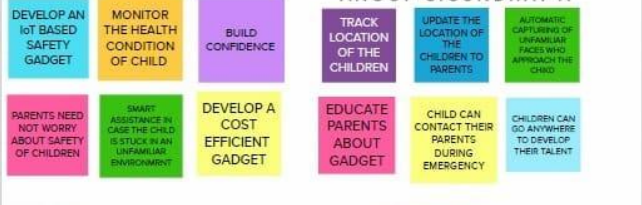 DEVELOP AN
IoT BASED
SAFETY
GADGET
MONITOR
THE HEALTH
CONDITION
OF CHILD
BUILD
CONFIDENCE
TRACK
LOCATION
OF THE
CHILDREN
UPDATE THE
LOCATION OF
THE
CHILDREN TO
PARENTS
AUTOMATIC
CAPTURING OF
UNFAMILIAR
FACES WHO
APPROACH THE
CHILD
PARENTS NEED
NOT WORRY
ABOUT SAFETY
OF CHILDREN
SMART
ASSISTANCE IN
CASE THE CHILD
IS STUCK IN AN
UNFAMILIAR
ENVIRONMRNT
DEVELOP A
COST
EFFICIENT
GADGET
EDUCATE
PARENTS
ABOUT
GADGET
CHILD CAN
CONTACT THEIR
PARENTS
DURING
EMERGENCY
CHILDREN CAN
GO ANYWHERE
TO DEVELOP
THEIR TALENT